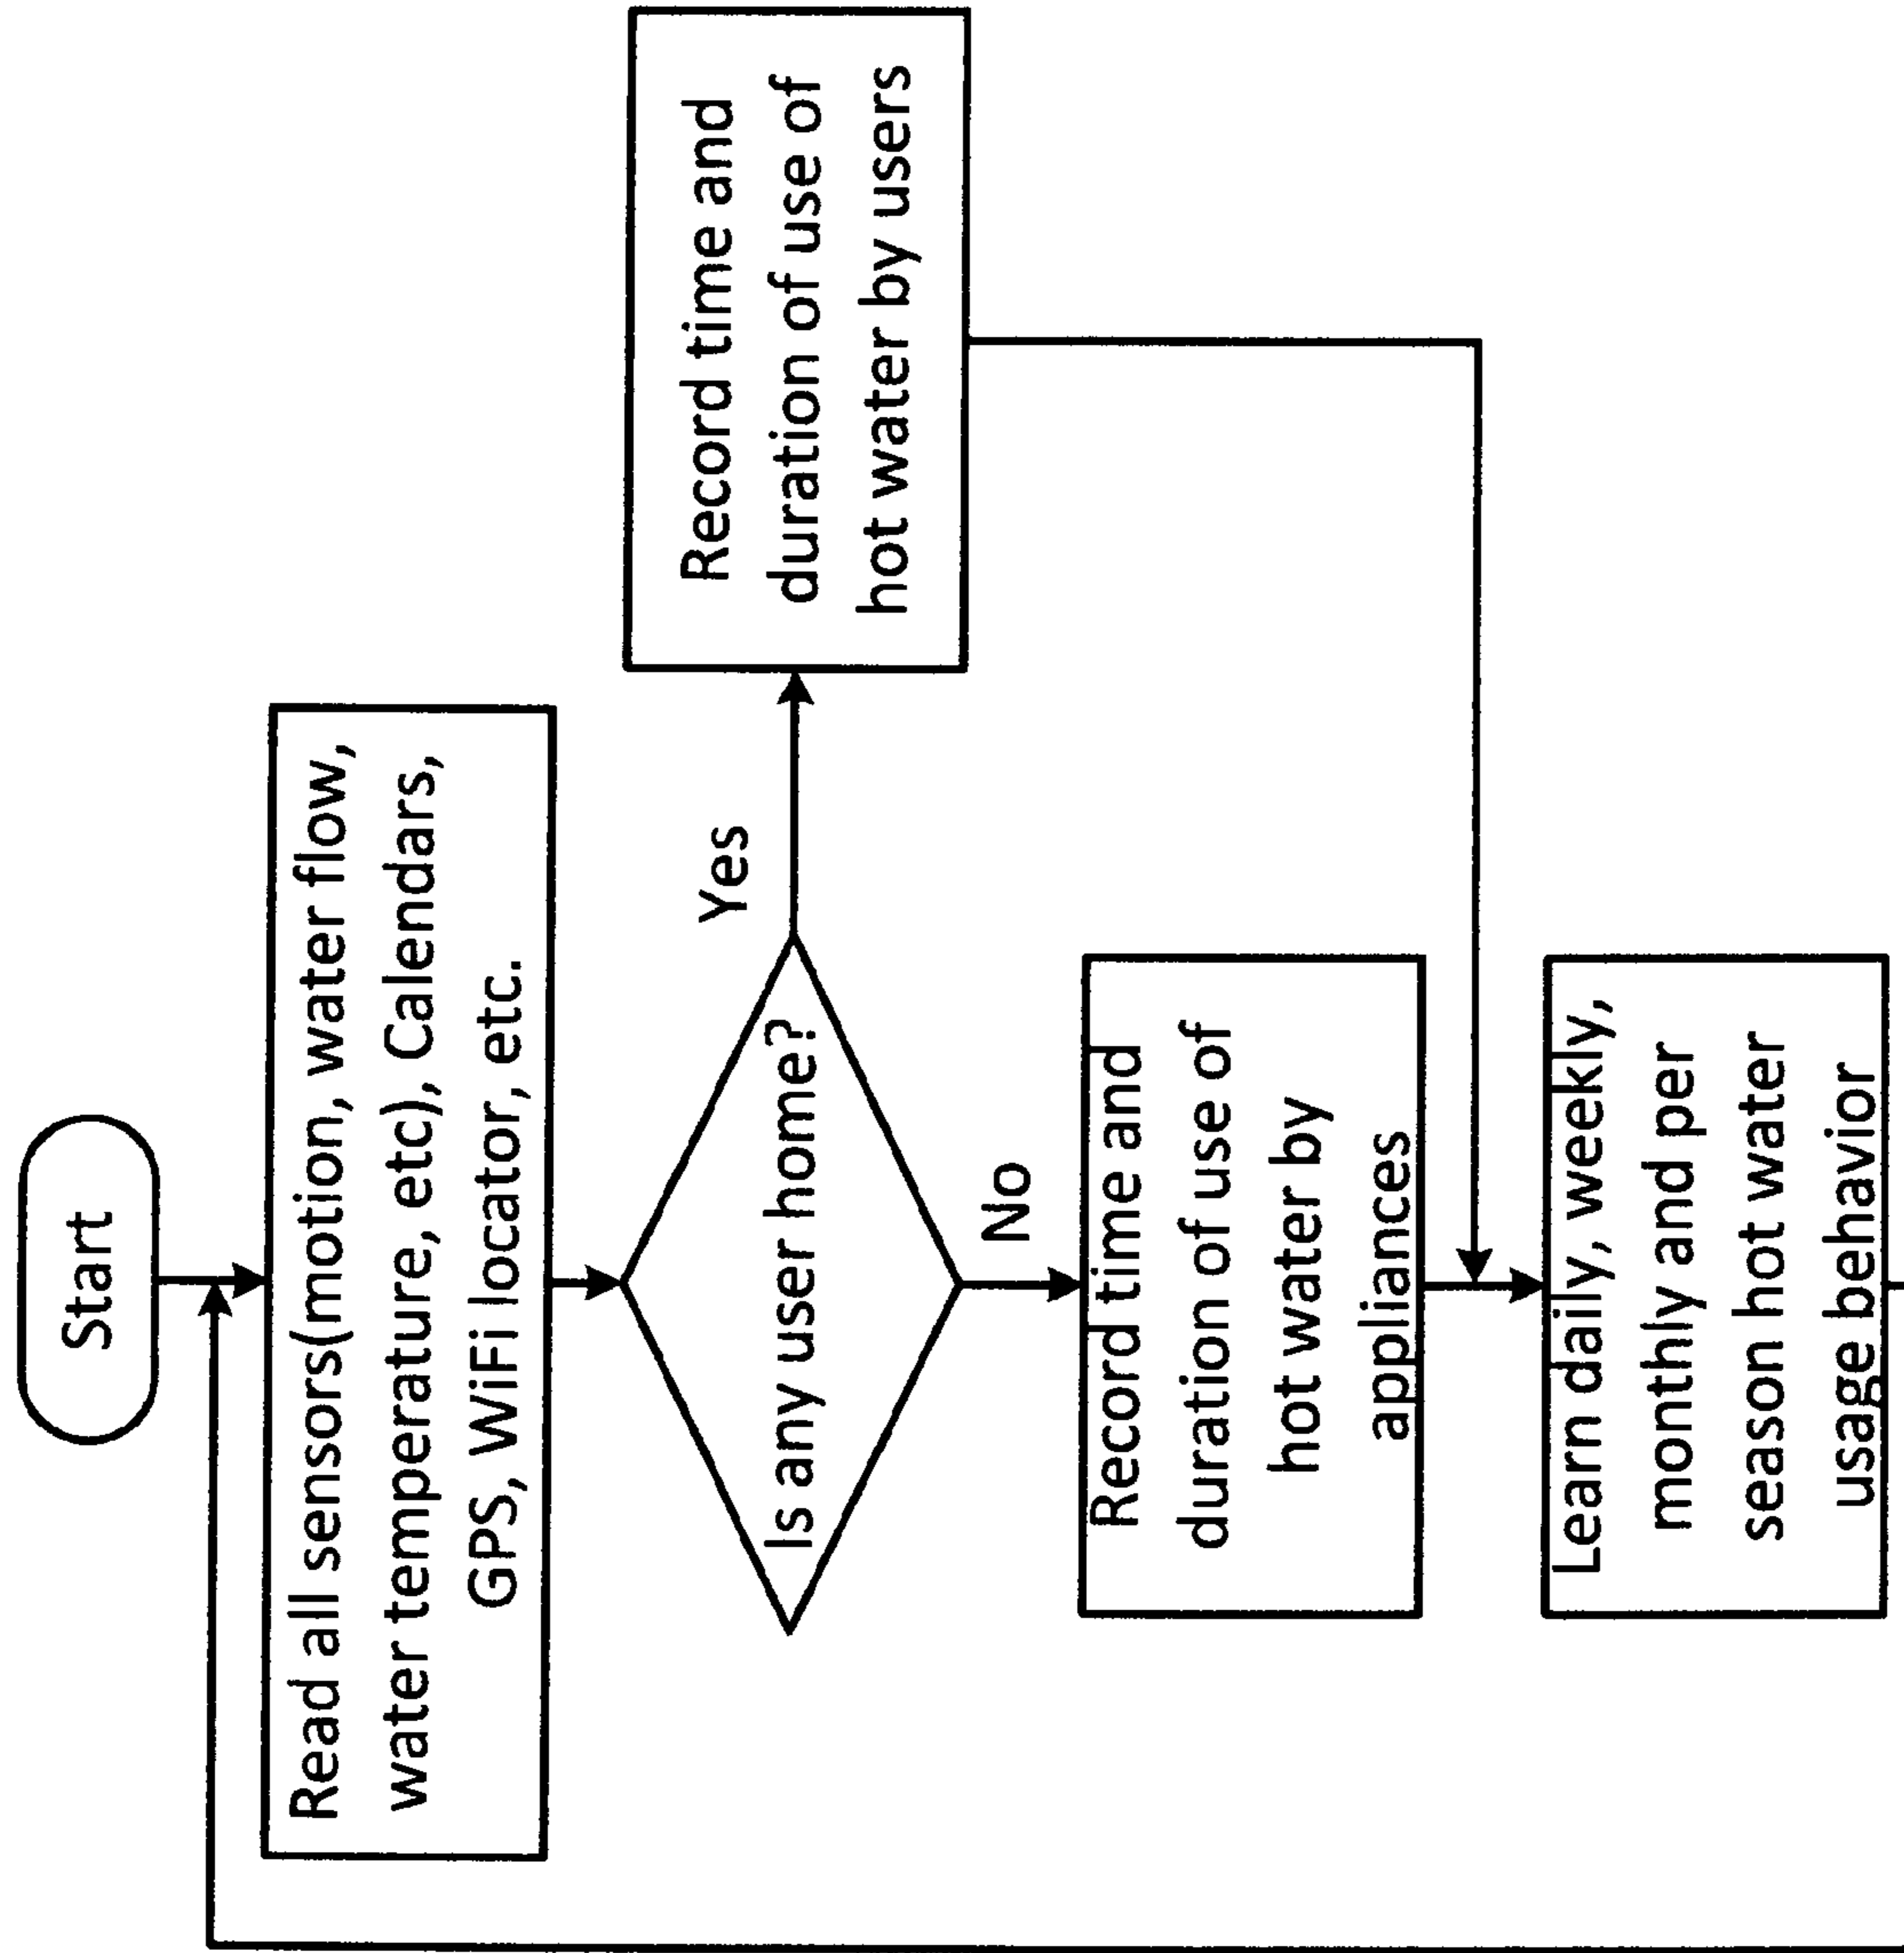 Start
Read all sensors(motion, water flow,
water temperature, etc), Calendars,
GPS, WiFi locator, etc.
Is any user home?
Yes
Record time and
duration of use of
hot water by users
No
Record time and
duration of use of
hot water by
appliances
Learn daily, weekly,
monthly and per
season hot water
usage behavior